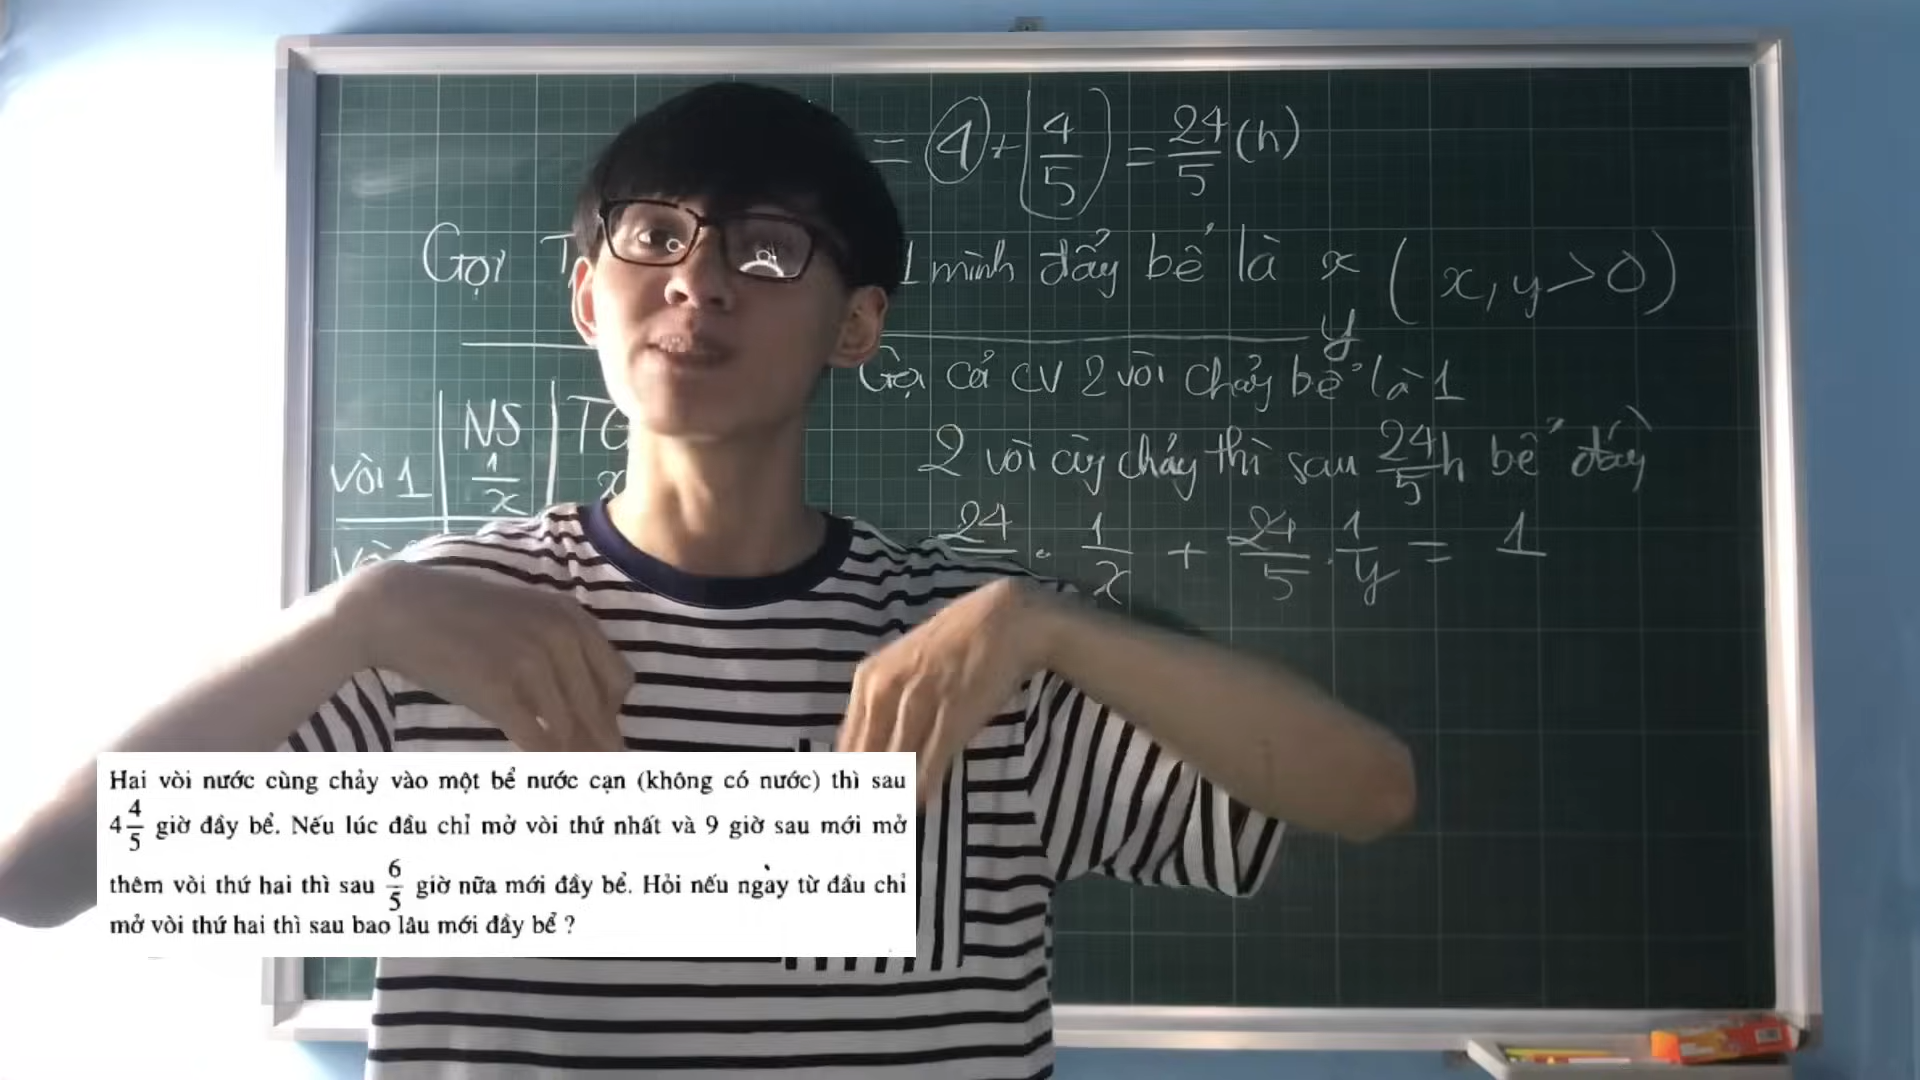 = 4 + 4/5 = 24/5 (h)
Gọi T 1 mình đầy bể là x ( x, y > 0 )
y
NS TG
vòi 1 1/x x
Gọi cả CV 2 vòi chảy bể là 1
2 vòi cùng chảy thì sau 24/5 h bể đầy
24 . 1/x + 24/5 . 1/y = 1
Hai vòi nước cùng chảy vào một bể nước cạn (không có nước) thì sau
4 4/5 giờ đầy bể. Nếu lúc đầu chỉ mở vòi thứ nhất và 9 giờ sau mới mở
thêm vòi thứ hai thì sau 6/5 giờ nữa mới đầy bể. Hỏi nếu ngày từ đầu chỉ
mở vòi thứ hai thì sau bao lâu mới đầy bể ?